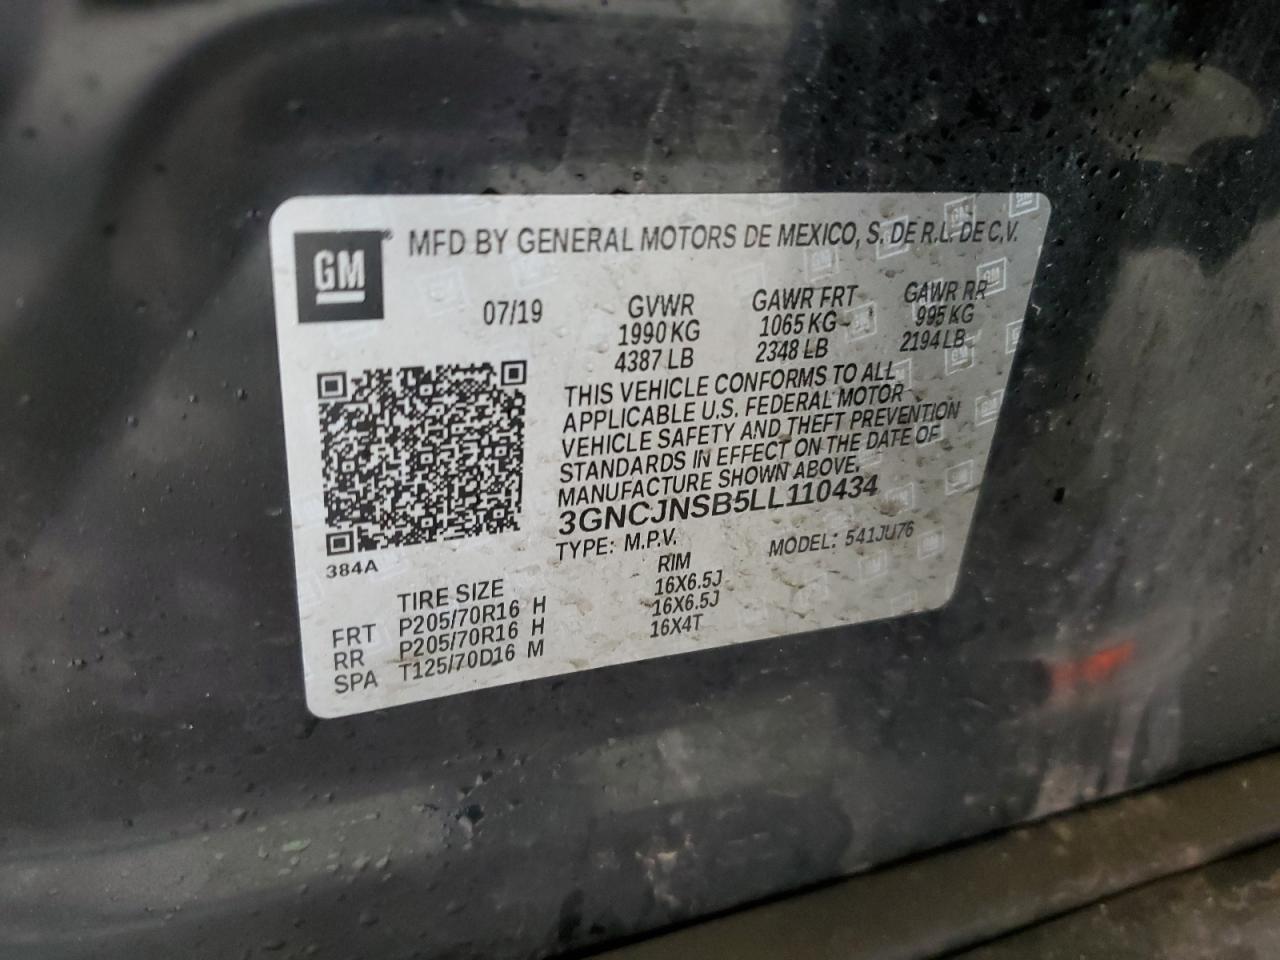 GM® MFD BY GENERAL MOTORS DE MEXICO, S. DE R.L. DE C.V.
07/19 GVWR GAWR FRT GAWR RR
1990 KG 1065 KG 995 KG
4387 LB 2348 LB 2194 LB
THIS VEHICLE CONFORMS TO ALL
APPLICABLE U.S. FEDERAL MOTOR
VEHICLE SAFETY AND THEFT PREVENTION
STANDARDS IN EFFECT ON THE DATE OF
MANUFACTURE SHOWN ABOVE.
3GNCJNSB5LL110434
384A TYPE: M.P.V. MODEL: 541JU76
TIRE SIZE RIM
FRT P205/70R16 H 16X6.5J
RR P205/70R16 H 16X6.5J
SPA T125/70D16 M 16X4T